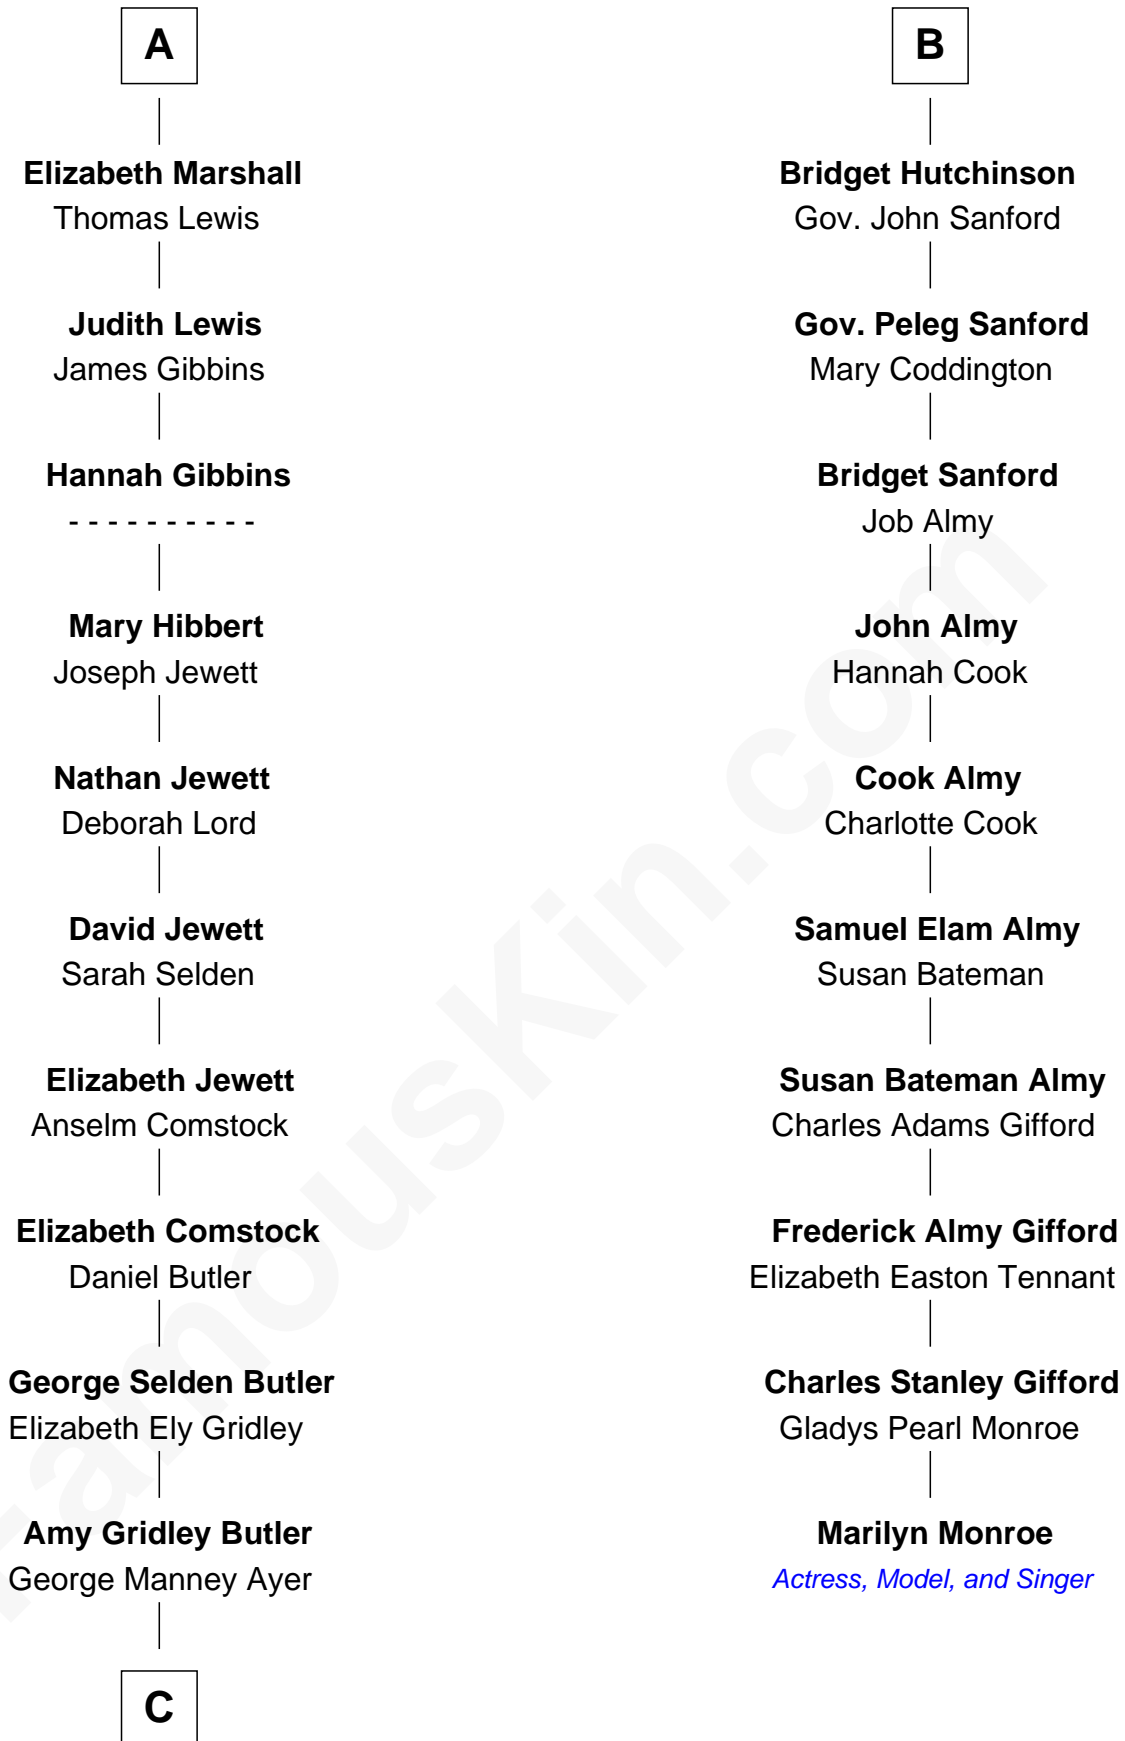 A
Elizabeth Marshall
Thomas Lewis
Judith Lewis
James Gibbins
Hannah Gibbins
- - - - - - - - - -
Mary Hibbert
Joseph Jewett
Nathan Jewett
Deborah Lord
David Jewett
Sarah Selden
Elizabeth Jewett
Anselm Comstock
Elizabeth Comstock
Daniel Butler
George Selden Butler
Elizabeth Ely Gridley
Amy Gridley Butler
George Manney Ayer
C
B
Bridget Hutchinson
Gov. John Sanford
Gov. Peleg Sanford
Mary Coddington
Bridget Sanford
Job Almy
John Almy
Hannah Cook
Cook Almy
Charlotte Cook
Samuel Elam Almy
Susan Bateman
Susan Bateman Almy
Charles Adams Gifford
Frederick Almy Gifford
Elizabeth Easton Tennant
Charles Stanley Gifford
Gladys Pearl Monroe
Marilyn Monroe
Actress, Model, and Singer
FamousKin.com